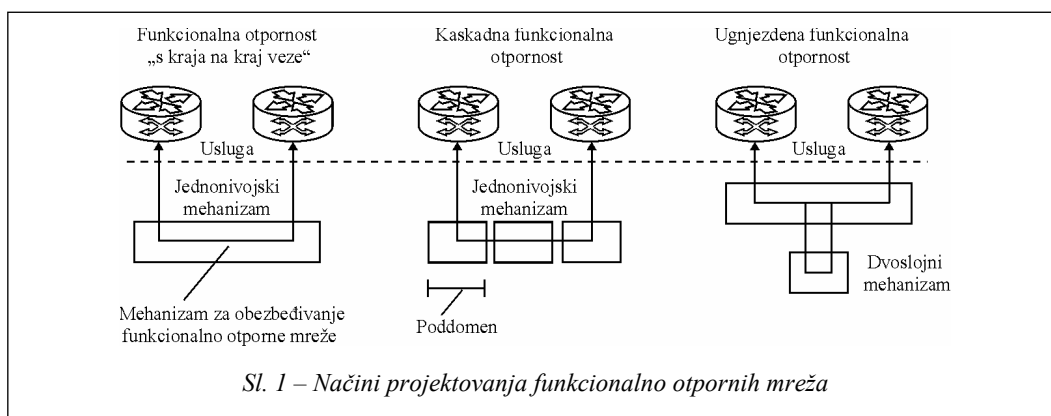 Funkcionalna otpornost
„s kraja na kraj veze“
Usluga
Jednonivojski
mehanizam
Mehanizam za obezbeđivanje
funkcionalno otporne mreže
Kaskadna funkcionalna
otpornost
Usluga
Jednonivojski
mehanizam
Poddomen
Ugnjezdena funkcionalna
otpornost
Usluga
Dvoslojni
mehanizam
Sl. 1 – Načini projektovanja funkcionalno otpornih mreža